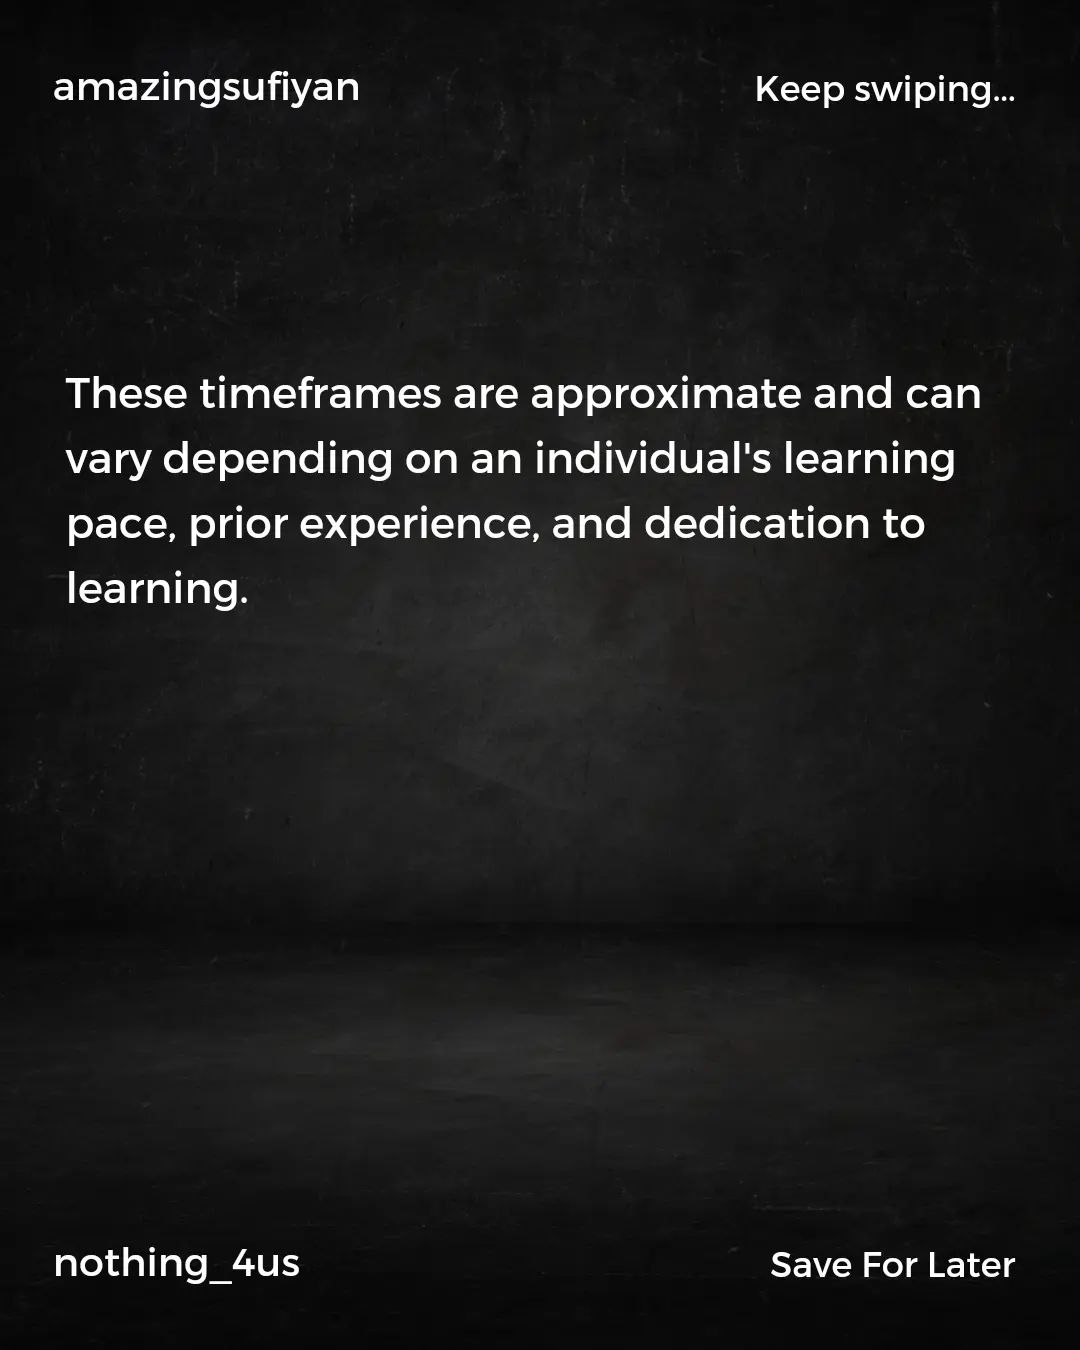 amazingsufiyan
Keep swiping...
These timeframes are approximate and can
vary depending on an individual's learning
pace, prior experience, and dedication to
learning.
nothing_4us
Save For Later